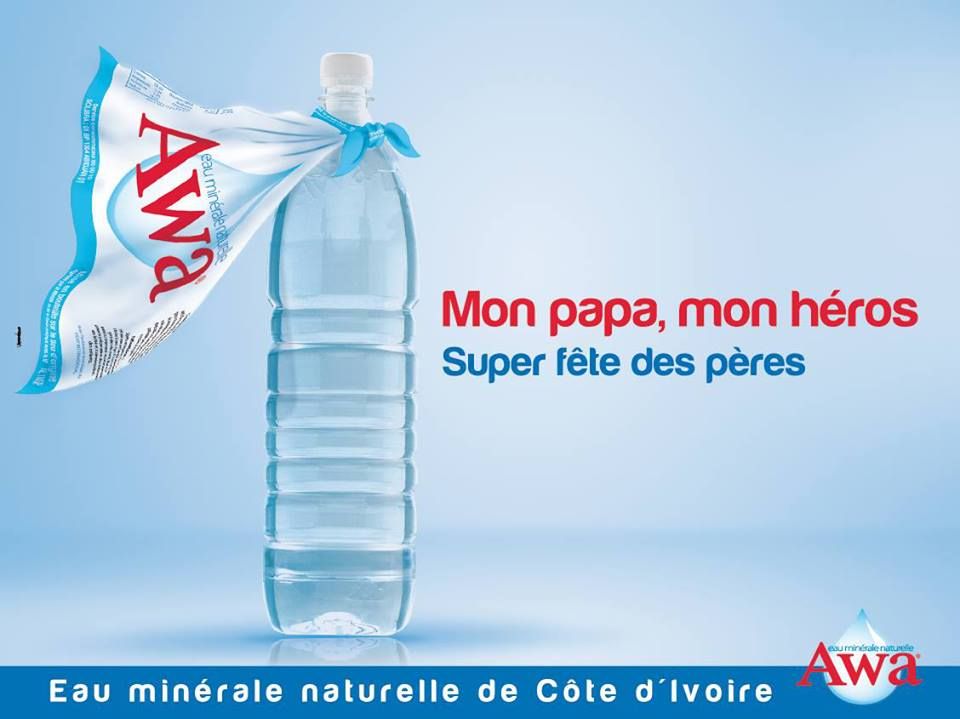 Awa
eau minérale naturelle
Mon papa, mon héros
Super fête des pères
Eau minérale naturelle de Côte d´Ivoire
eau minérale naturelle
Awa